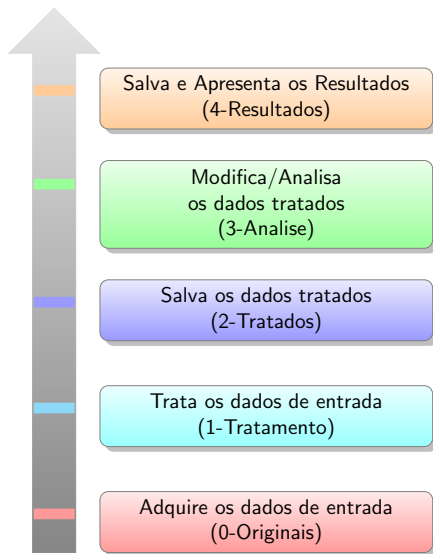 Salva e Apresenta os Resultados
(4-Resultados)
Modifica/Analisa
os dados tratados
(3-Analise)
Salva os dados tratados
(2-Tratados)
Trata os dados de entrada
(1-Tratamento)
Adquire os dados de entrada
(0-Originais)